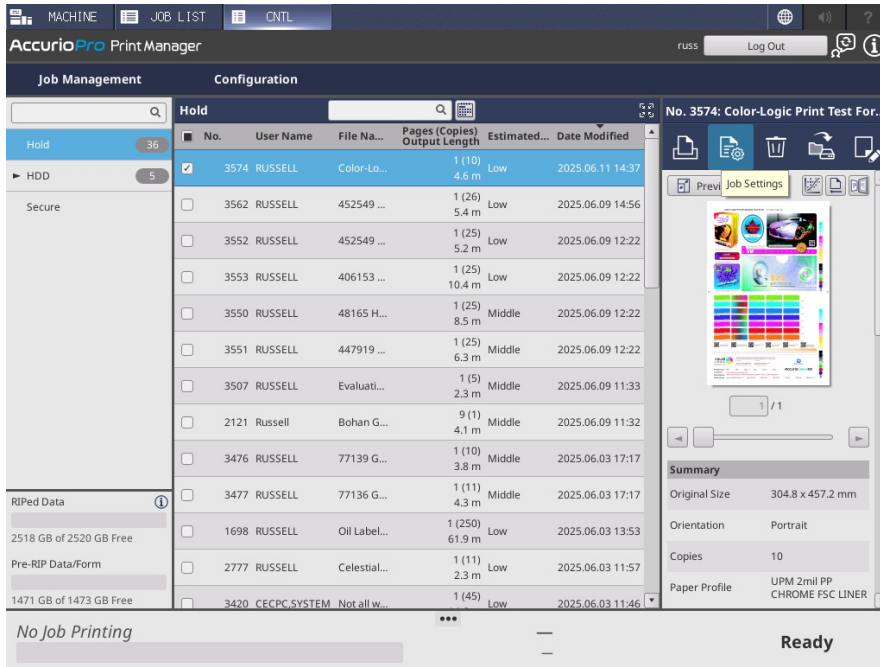 MACHINE JOB LIST CNTL
AccurioPro Print Manager russ Log Out
Job Management Configuration
Hold No. 3574: Color-Logic Print Test For..
No. User Name File Na... Pages (Copies) Output Length Estimated... Date Modified
Hold 36
HDD 5
Secure
3574 RUSSELL Color-Lo... 1 (10) 4.6 m Low 2025.06.11 14:37
3562 RUSSELL 452549 ... 1 (26) 5.4 m Low 2025.06.09 14:56
3552 RUSSELL 452549 ... 1 (25) 5.2 m Low 2025.06.09 12:22
3553 RUSSELL 406153 ... 1 (25) 10.4 m Low 2025.06.09 12:22
3550 RUSSELL 48165 H... 1 (25) 8.5 m Middle 2025.06.09 12:22
3551 RUSSELL 447919 ... 1 (25) 6.3 m Middle 2025.06.09 12:22
3507 RUSSELL Evaluati... 1 (5) 2.3 m Middle 2025.06.09 11:33
2121 Russell Bohan G... 9 (1) 4.1 m Middle 2025.06.09 11:32
3476 RUSSELL 77139 G... 1 (10) 3.8 m Middle 2025.06.03 17:17
3477 RUSSELL 77136 G... 1 (11) 4.3 m Middle 2025.06.03 17:17
1698 RUSSELL Oil Label... 1 (250) 61.9 m Low 2025.06.03 13:53
2777 RUSSELL Celestial... 1 (11) 2.3 m Low 2025.06.03 11:57
3420 CECPC,SYSTEM Not all w... 1 (45) Low 2025.06.03 11:46
RIPed Data
2518 GB of 2520 GB Free
Pre-RIP Data/Form
1471 GB of 1473 GB Free
Previ Job Settings
1 / 1
Summary
Original Size 304.8 x 457.2 mm
Orientation Portrait
Copies 10
Paper Profile UPM 2mil PP CHROME FSC LINER
No Job Printing
Ready